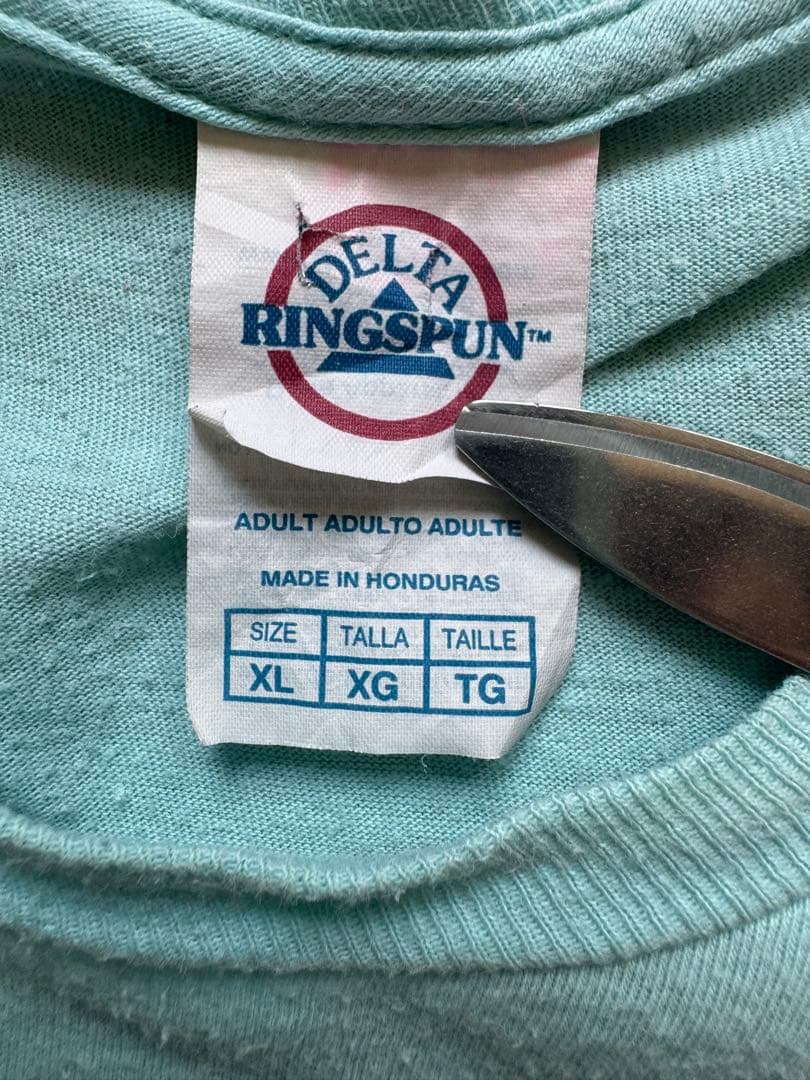 DELTA
RINGSPUN™
ADULT ADULTO ADULTE
MADE IN HONDURAS
SIZE TALLA TAILLE
XL XG TG